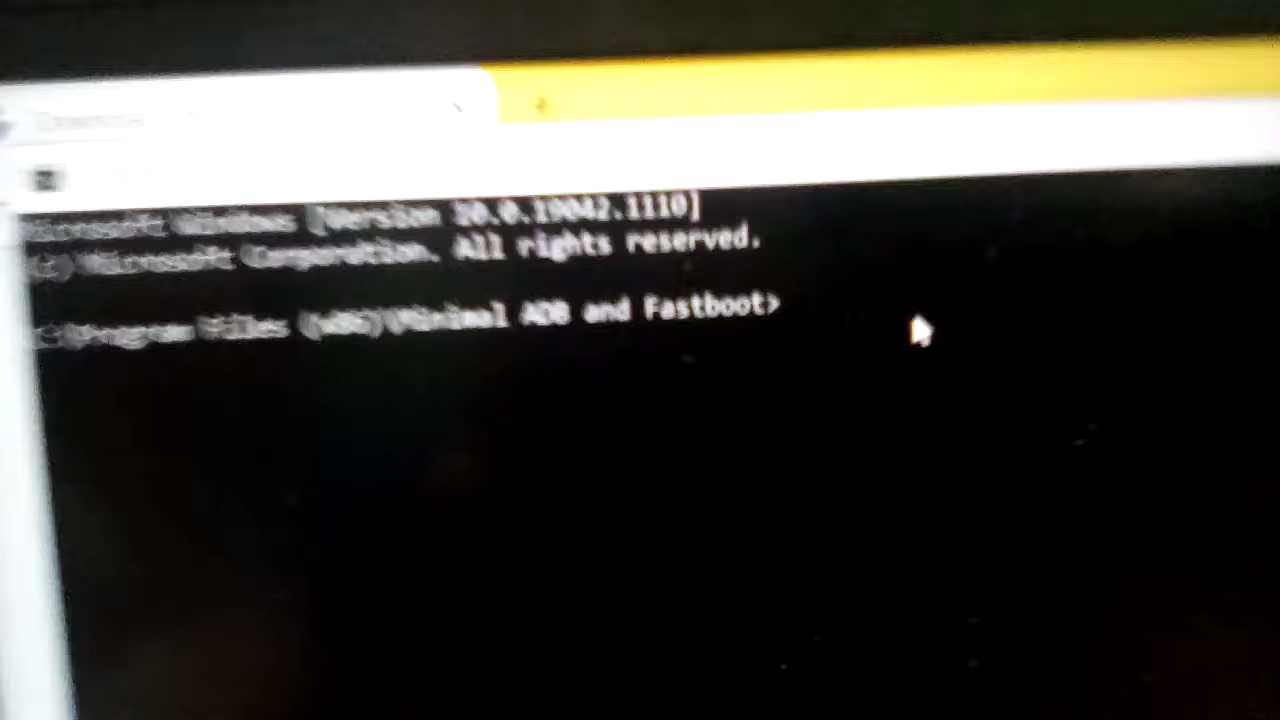 Microsoft Windows [Version 10.0.19042.1110]
(c) Microsoft Corporation. All rights reserved.
C:\Program Files (x86)\Minimal ADB and Fastboot>